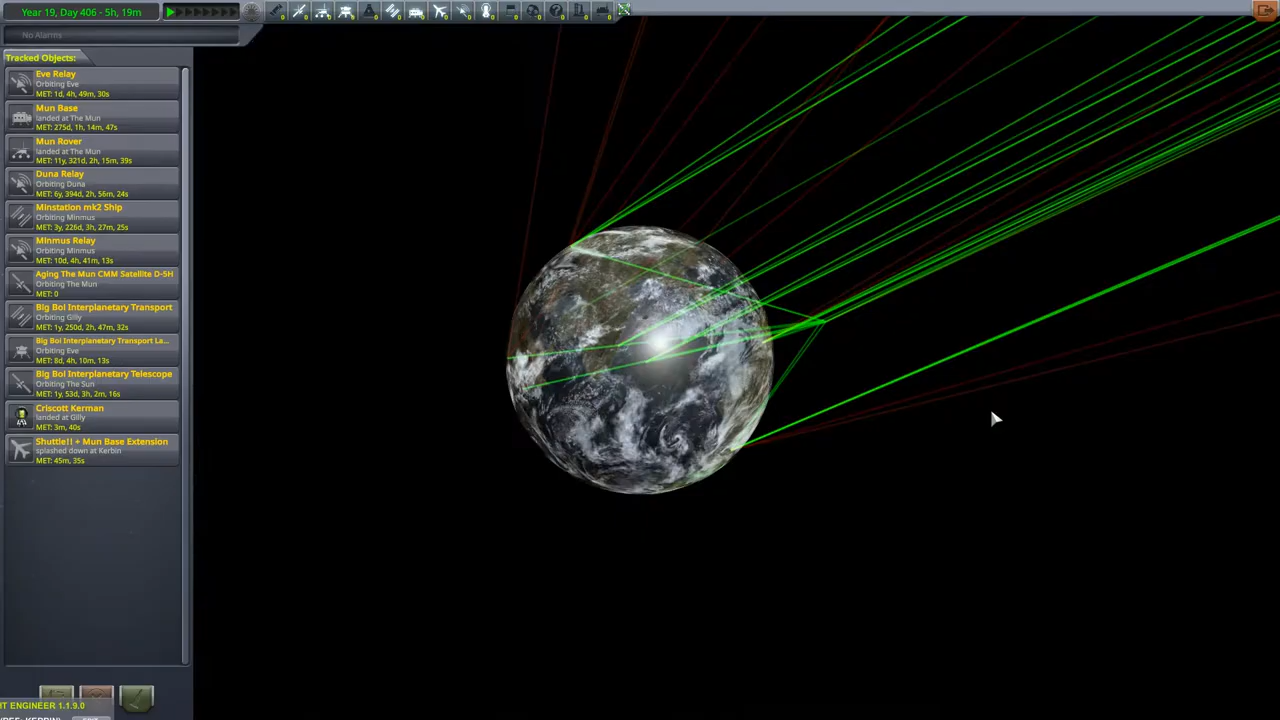 Year 19, Day 406 - 5h, 19m
No Alarms
Tracked Objects:
Eve Relay
Orbiting Eve
MET: 1d, 4h, 49m, 30s
Mun Base
landed at The Mun
MET: 275d, 1h, 14m, 47s
Mun Rover
landed at The Mun
MET: 11y, 321d, 2h, 15m, 39s
Duna Relay
Orbiting Duna
MET: 6y, 394d, 2h, 56m, 24s
Minstation mk2 Ship
Orbiting Minmus
MET: 3y, 226d, 3h, 27m, 25s
Minmus Relay
Orbiting Minmus
MET: 10d, 4h, 41m, 13s
Aging The Mun CMM Satellite D-5H
Orbiting The Mun
MET: 0
Big Boi Interplanetary Transport
Orbiting Gilly
MET: 1y, 250d, 2h, 47m, 32s
Big Boi Interplanetary Transport La...
Orbiting Eve
MET: 8d, 4h, 10m, 13s
Big Boi Interplanetary Telescope
Orbiting The Sun
MET: 1y, 53d, 3h, 2m, 16s
Criscott Kerman
landed at Gilly
MET: 3m, 40s
Shuttle!! + Mun Base Extension
splashed down at Kerbin
MET: 45m, 35s
IT ENGINEER 1.1.9.0